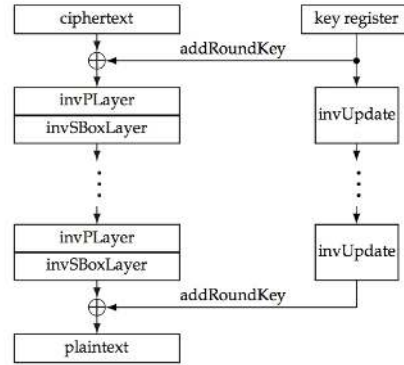 ciphertext
key register
addRoundKey
invPLayer
invSBoxLayer
invUpdate
invPLayer
invSBoxLayer
invUpdate
addRoundKey
plaintext